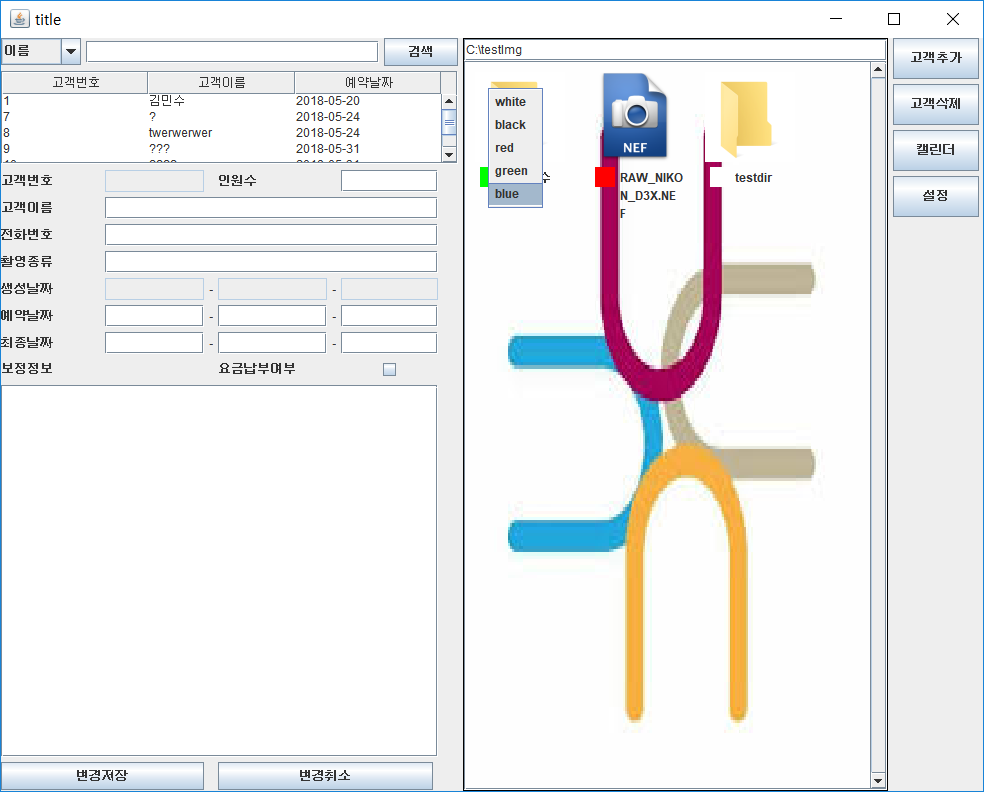 title
이름
검색
고객번호 고객이름 예약날짜
1 김민수 2018-05-20
7 ? 2018-05-24
8 twerwerwer 2018-05-24
9 ??? 2018-05-31
고객번호 인원수
고객이름
전화번호
촬영종류
생성날짜 - -
예약날짜 - -
최종날짜 - -
보정정보 요금납부여부
변경저장 변경취소
C:\testImg
white
black
red
green
blue
수
NEF
RAW_NIKO
N_D3X.NE
F
testdir
고객추가
고객삭제
캘린더
설정